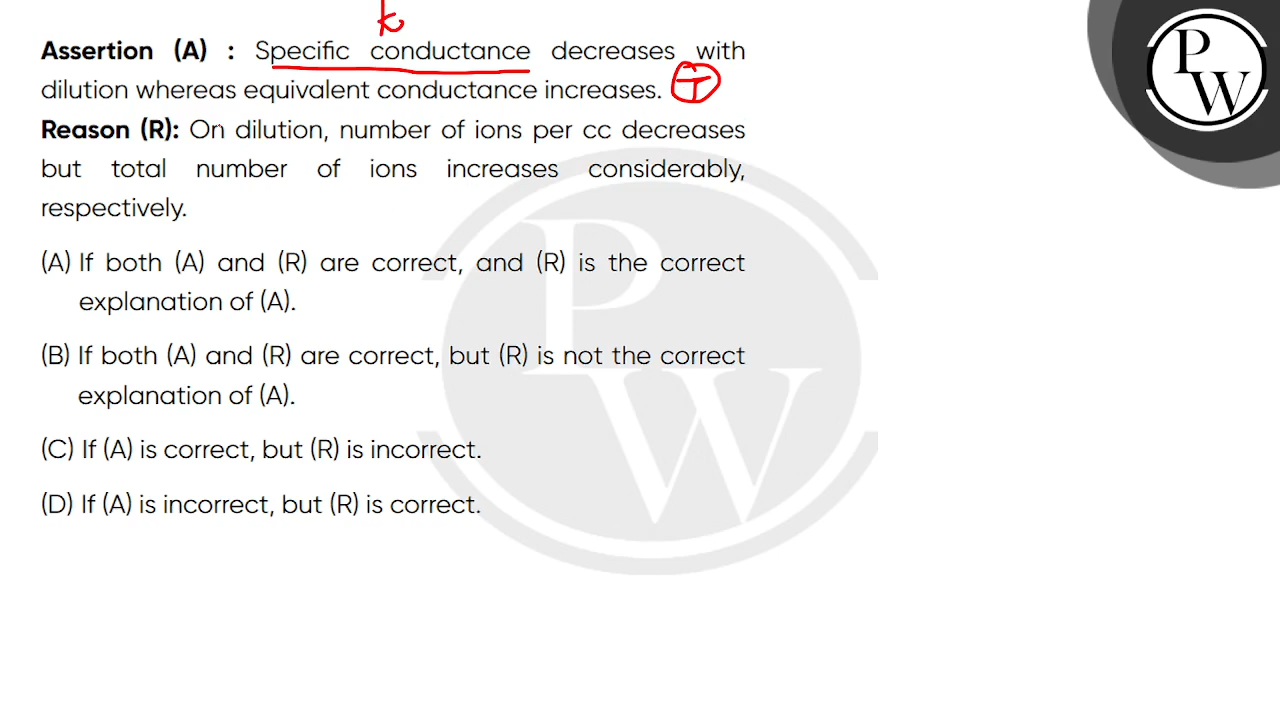 k
Assertion (A) : Specific conductance decreases with
dilution whereas equivalent conductance increases. T
Reason (R): On dilution, number of ions per cc decreases
but total number of ions increases considerably,
respectively.
(A) If both (A) and (R) are correct, and (R) is the correct
explanation of (A).
(B) If both (A) and (R) are correct, but (R) is not the correct
explanation of (A).
(C) If (A) is correct, but (R) is incorrect.
(D) If (A) is incorrect, but (R) is correct.
P
W
P
W